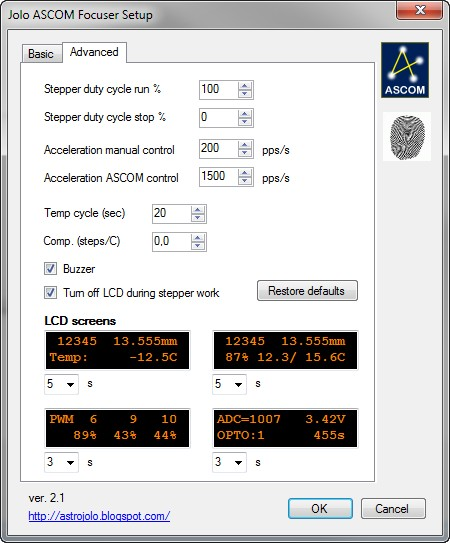 Jolo ASCOM Focuser Setup
Basic
Advanced
ASCOM
Stepper duty cycle run % 100
Stepper duty cycle stop % 0
Acceleration manual control 200 pps/s
Acceleration ASCOM control 1500 pps/s
Temp cycle (sec) 20
Comp. (steps/C) 0,0
Buzzer
Turn off LCD during stepper work
Restore defaults
LCD screens
12345 13.555mm
Temp: -12.5C
5 s
12345 13.555mm
87% 12.3/ 15.6C
5 s
PWM 6 9 10
89% 43% 44%
3 s
ADC=1007 3.42V
OPTO:1 455s
3 s
ver. 2.1
http://astrojolo.blogspot.com/
OK
Cancel